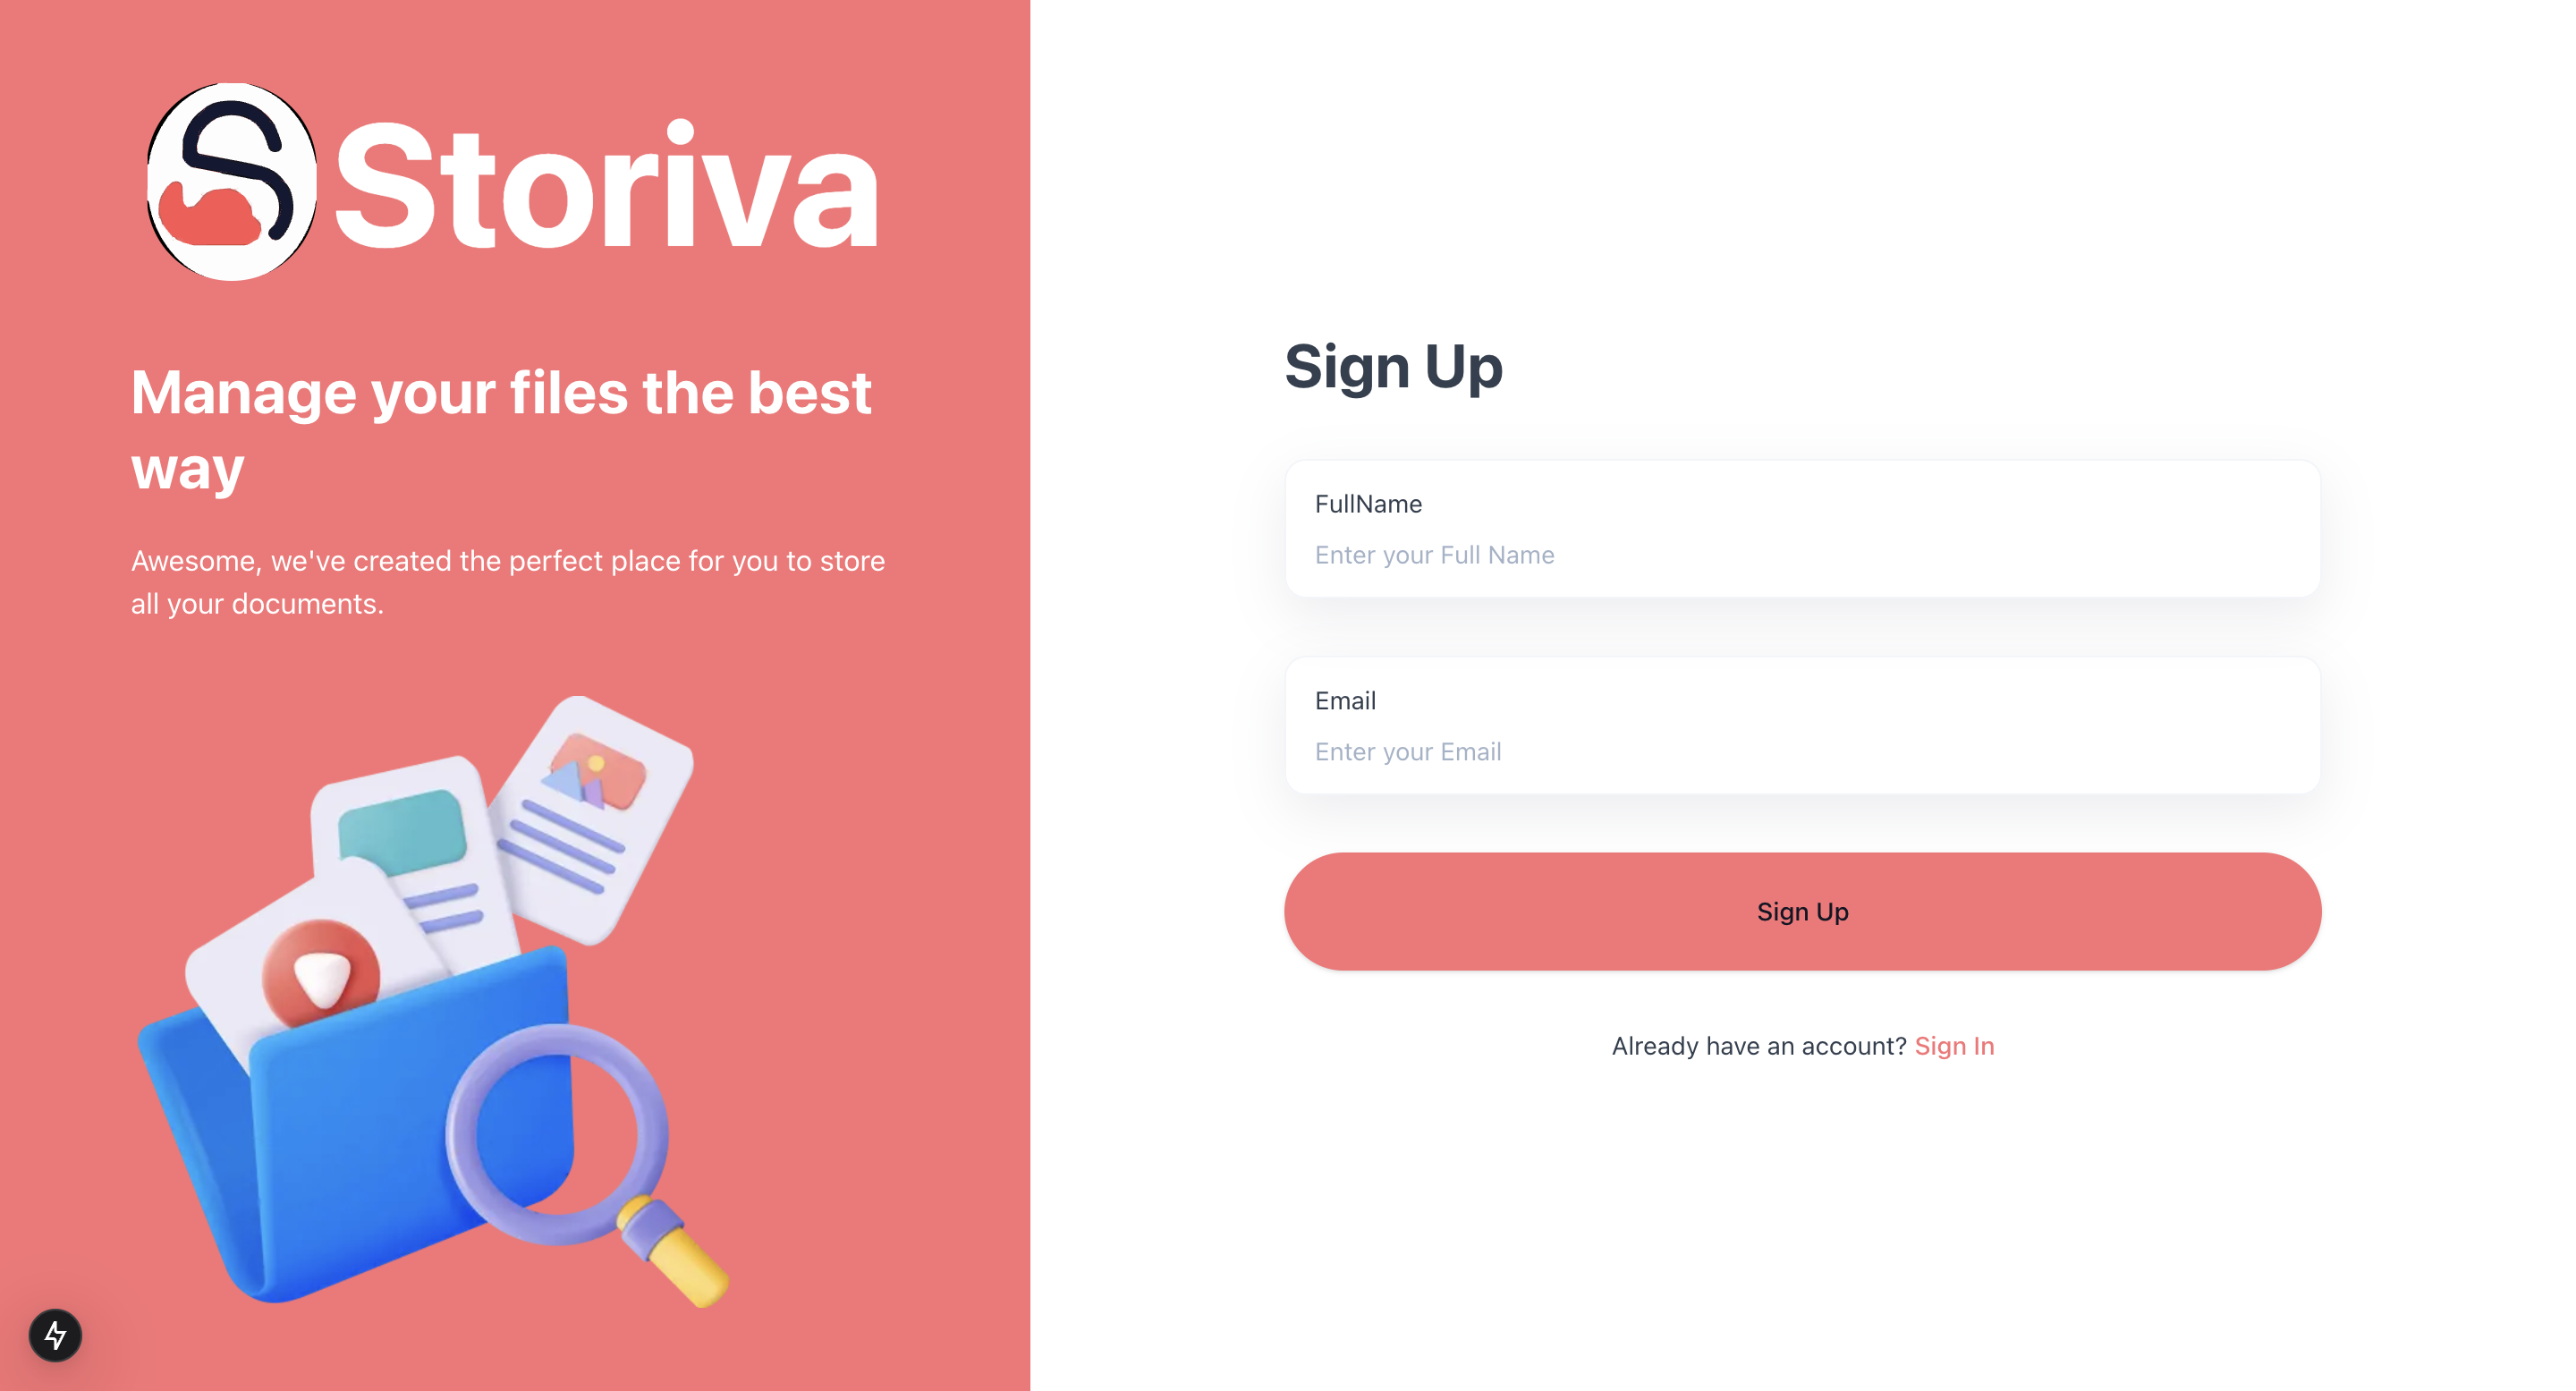 Storiva
Manage your files the best
way
Awesome, we've created the perfect place for you to store
all your documents.
Sign Up
FullName
Enter your Full Name
Email
Enter your Email
Sign Up
Already have an account? Sign In